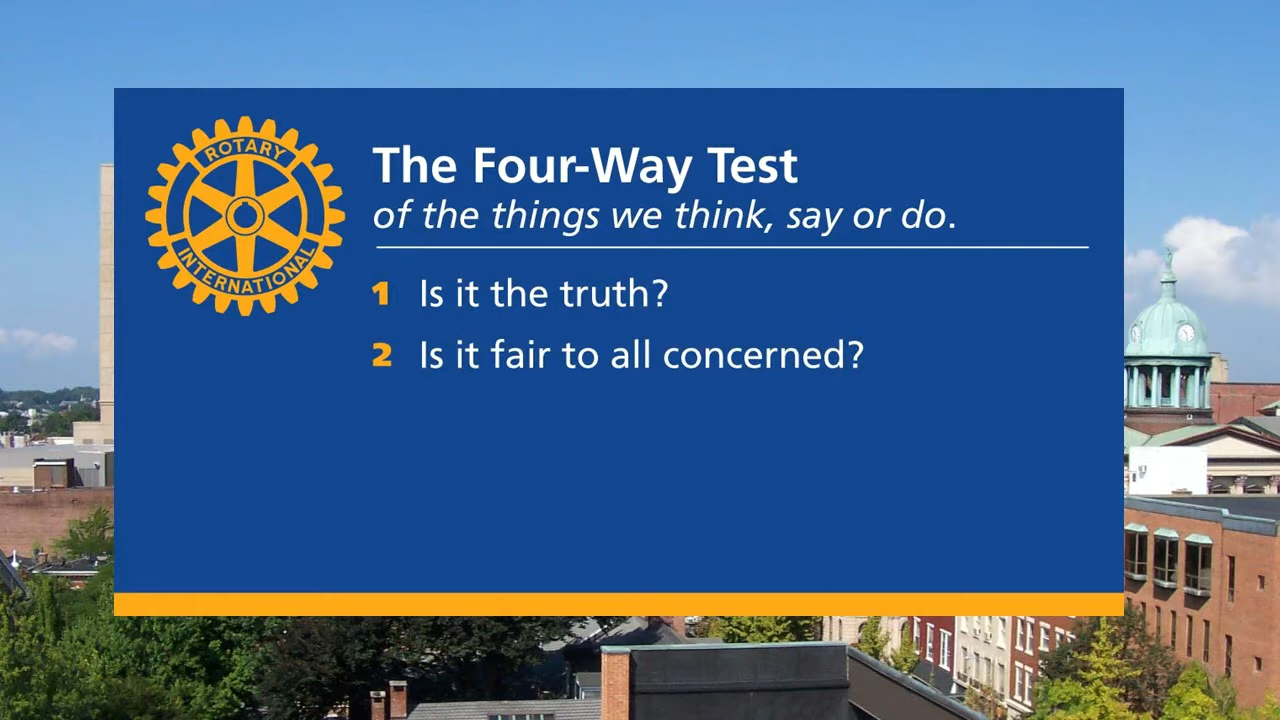 ROTARY
INTERNATIONAL
The Four-Way Test
of the things we think, say or do.
1 Is it the truth?
2 Is it fair to all concerned?